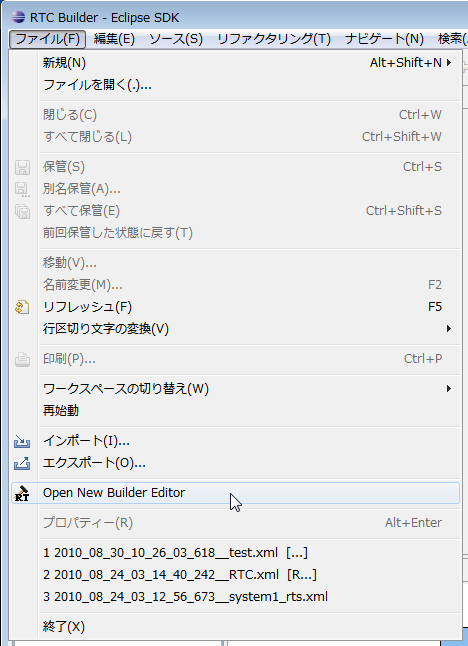 RTC Builder - Eclipse SDK
ファイル(F) 編集(E) ソース(S) リファクタリング(T) ナビゲート(N) 検索(
新規(N) Alt+Shift+N
ファイルを開く(.)...
閉じる(C) Ctrl+W
すべて閉じる(L) Ctrl+Shift+W
保管(S) Ctrl+S
別名保管(A)...
すべて保管(E) Ctrl+Shift+S
前回保管した状態に戻す(T)
移動(V)...
名前変更(M)... F2
リフレッシュ(F) F5
行区切り文字の変換(V)
印刷(P)... Ctrl+P
ワークスペースの切り替え(W)
再始動
インポート(I)...
エクスポート(O)...
RT Open New Builder Editor
プロパティー(R) Alt+Enter
1 2010_08_30_10_26_03_618__test.xml [...]
2 2010_08_24_03_14_40_242__RTC.xml [R...]
3 2010_08_24_03_12_56_673__system1_rts.xml
終了(X)